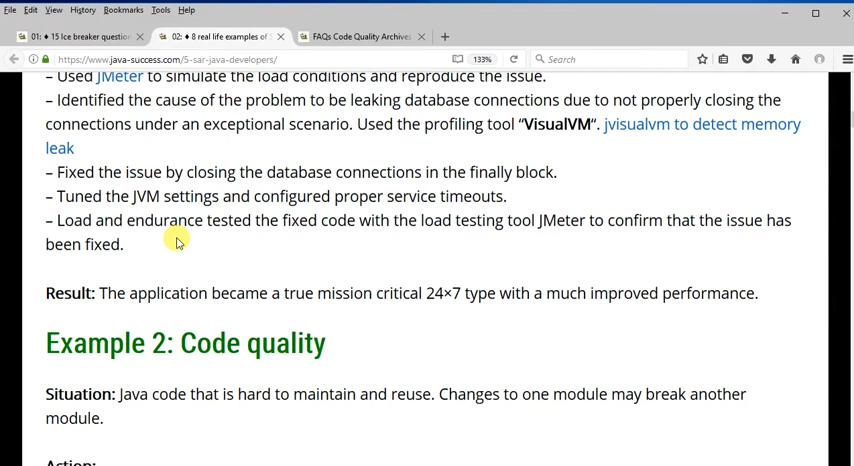 File Edit View History Bookmarks Tools Help
01: ♦ 15 Ice breaker question
02: ♦ 8 real life examples of S
FAQs Code Quality Archives
https://www.java-success.com/5-sar-java-developers/
133%
Search
– Used JMeter to simulate the load conditions and reproduce the issue.
– Identified the cause of the problem to be leaking database connections due to not properly closing the
connections under an exceptional scenario. Used the profiling tool “VisualVM“. jvisualvm to detect memory
leak
– Fixed the issue by closing the database connections in the finally block.
– Tuned the JVM settings and configured proper service timeouts.
– Load and endurance tested the fixed code with the load testing tool JMeter to confirm that the issue has
been fixed.
Result: The application became a true mission critical 24×7 type with a much improved performance.
Example 2: Code quality
Situation: Java code that is hard to maintain and reuse. Changes to one module may break another
module.
Action: